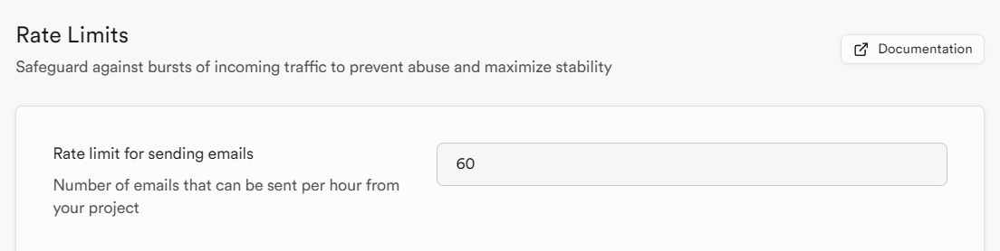 Rate Limits
Documentation
Safeguard against bursts of incoming traffic to prevent abuse and maximize stability
Rate limit for sending emails
60
Number of emails that can be sent per hour from
your project